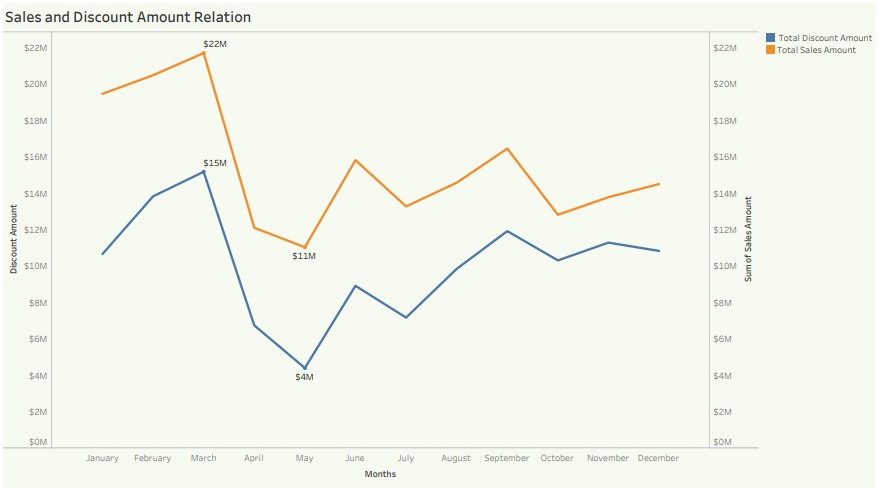 Sales and Discount Amount Relation
Total Discount Amount
Total Sales Amount
Discount Amount
$22M
$20M
$18M
$16M
$14M
$12M
$10M
$8M
$6M
$4M
$2M
$0M
$22M
$15M
$11M
$4M
$22M
$20M
$18M
$16M
$14M
$12M
$10M
$8M
$6M
$4M
$2M
$0M
Sum of Sales Amount
January February March April May June July August September October November December
Months